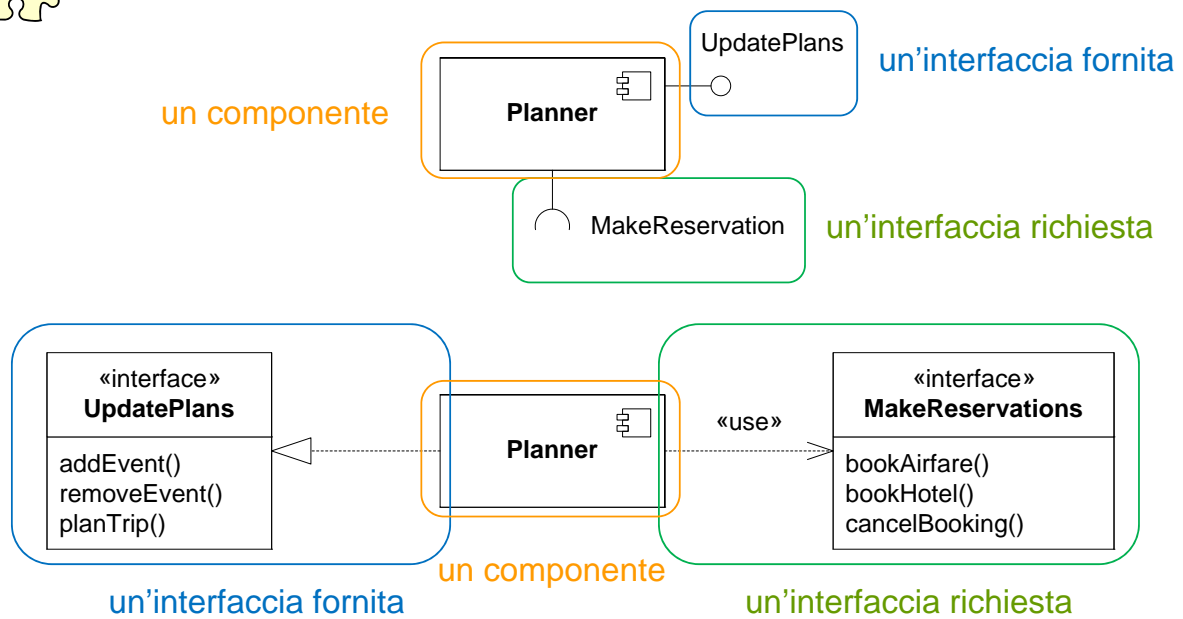 UpdatePlans
un'interfaccia fornita
un componente
Planner
MakeReservation
un'interfaccia richiesta
«interface»
UpdatePlans
addEvent()
removeEvent()
planTrip()
Planner
«use»
«interface»
MakeReservations
bookAirfare()
bookHotel()
cancelBooking()
un componente
un'interfaccia fornita
un'interfaccia richiesta